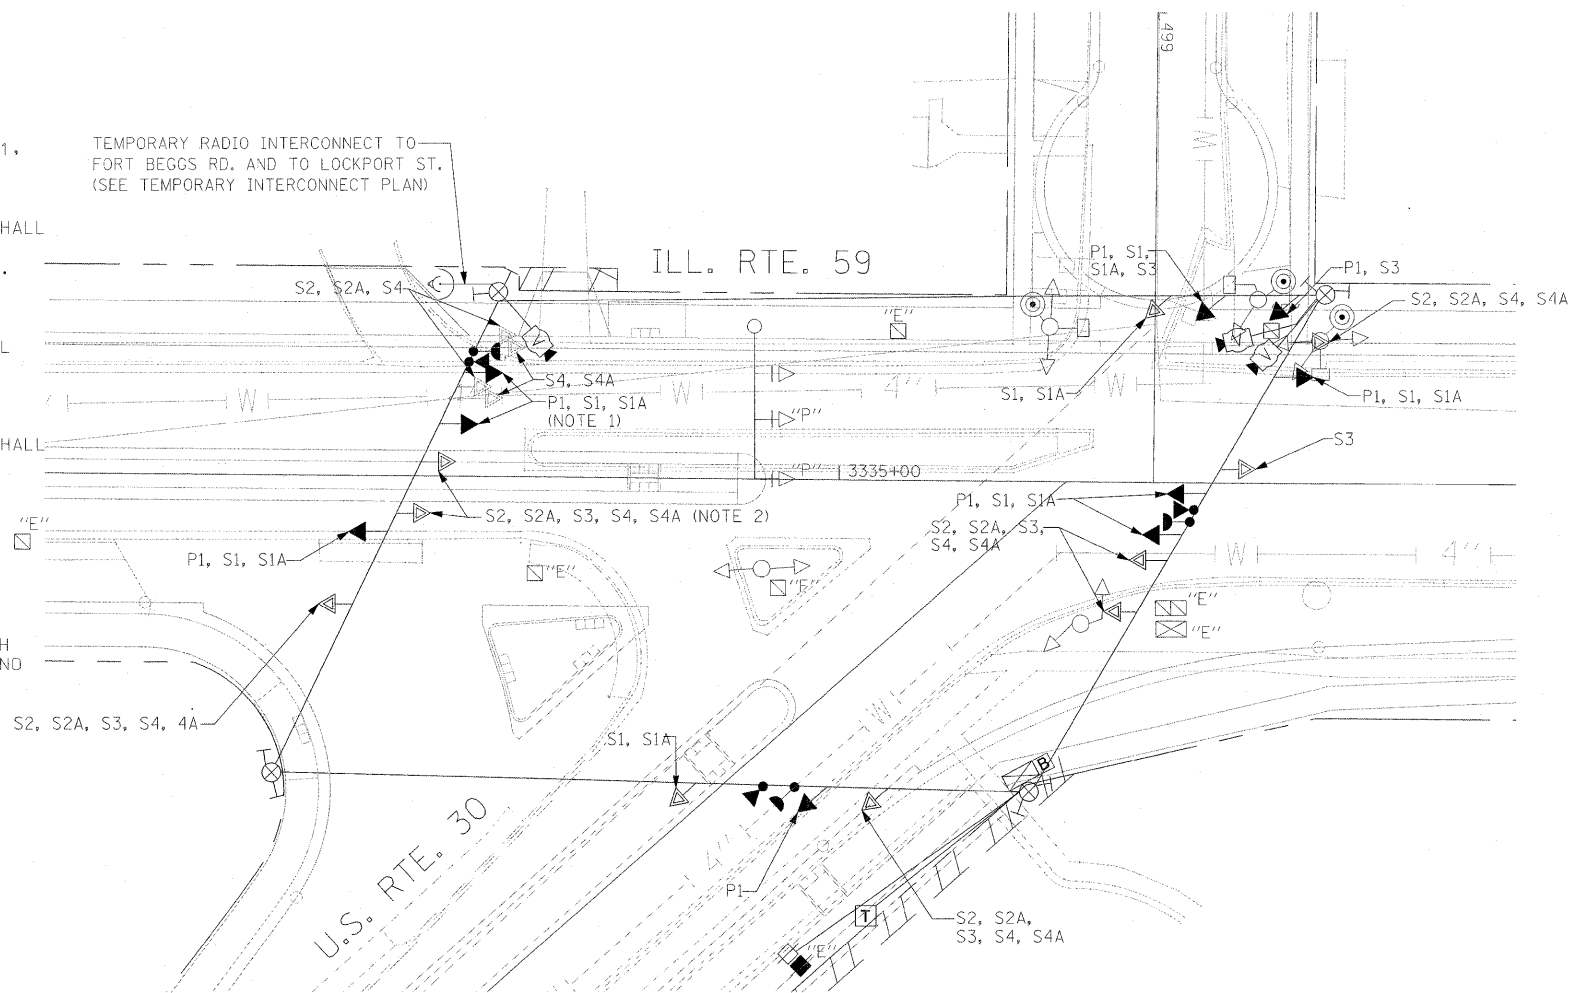 499
1,
TEMPORARY RADIO INTERCONNECT TO
FORT BEGGS RD. AND TO LOCKPORT ST.
(SEE TEMPORARY INTERCONNECT PLAN)
HALL
.
ILL. RTE. 59
P1, S1,
S1A, S3
P1, S3
S2, S2A, S4
S2, S2A, S4, S4A
"E"
V
V
V
L
S4, S4A
W
W
4"
W
S1, S1A
P1, S1, S1A
(NOTE 1)
P1, S1, S1A
"P"
HALL
S3
"P"
3335+00
P1, S1, S1A
S2, S2A, S3, S4, S4A (NOTE 2)
"E"
S2, S2A, S3,
S4, S4A
P1, S1, S1A
W
4"
"E"
"E"
"E"
"E"
H
NO
W
W
S2, S2A, S3, S4, 4A
S1, S1A
B
U.S. RTE. 30
4"
P1
T
S2, S2A,
S3, S4, S4A
"E"